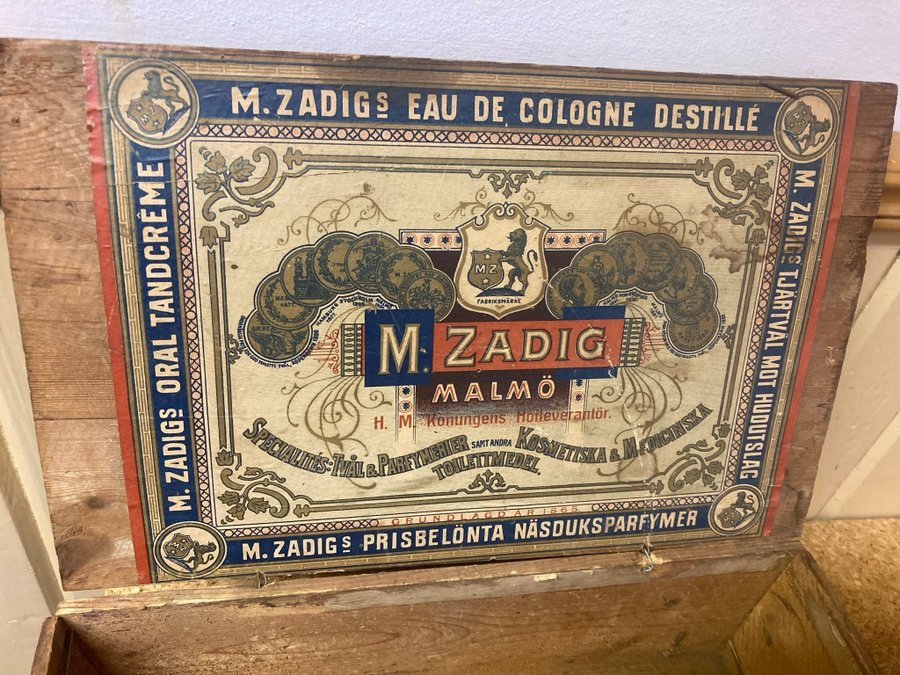 M. ZADIGS EAU DE COLOGNE DESTILLÉ
M. ZADIGS ORAL TANDCRÊME
M. ZADIGS TJÄRTVÅL MOT HUDUTSLAG
MZ
FABRIKSMÄRKE
M. ZADIG
MALMÖ
H. M. Konungens Hofleverantör.
SPECIALITÉS: TVÅL & PARFYMERIER SAMT ANDRA KOSMETISKA & MEDICINSKA
TOILETTMEDEL
GRUNDLAGD ÅR 1865
M. ZADIGS PRISBELÖNTA NÄSDUKSPARFYMER